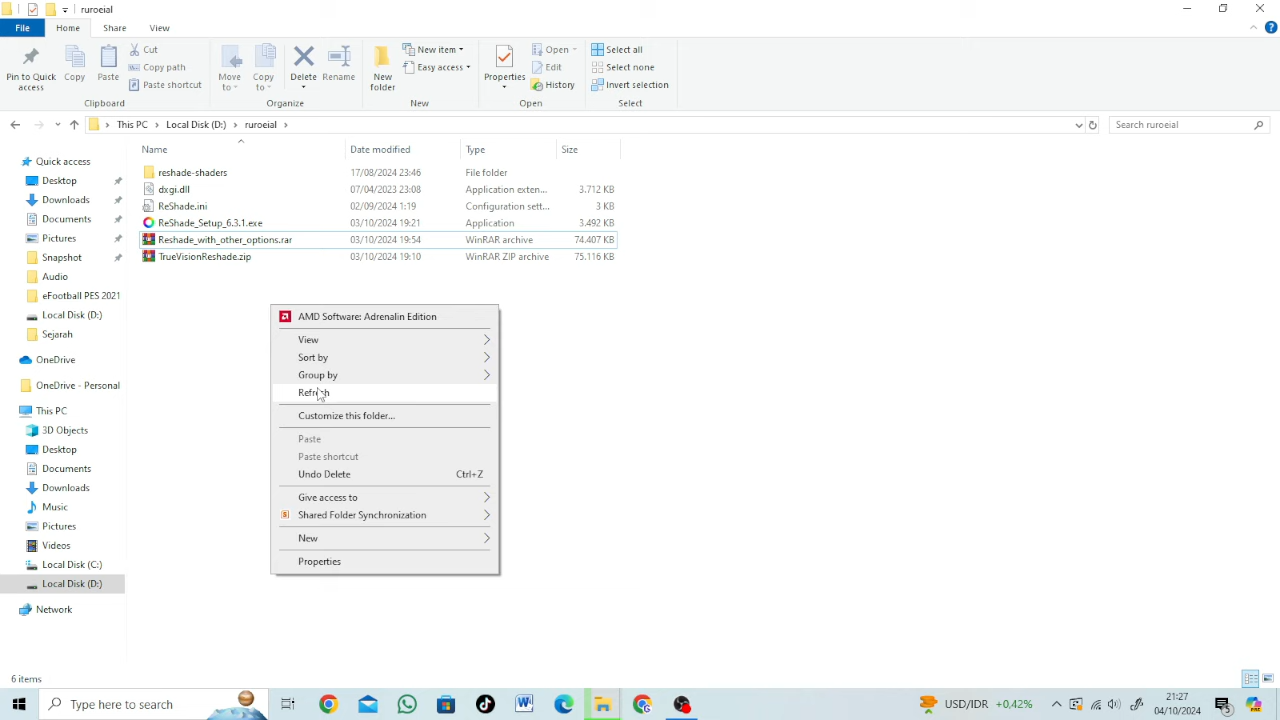 ruroeial
File Home Share View
Pin to Quick access
Copy
Paste
Cut
Copy path
Paste shortcut
Clipboard
Move to
Copy to
Delete
Rename
Organize
New folder
New item
Easy access
New
Properties
Open
Edit
History
Open
Select all
Select none
Invert selection
Select
This PC > Local Disk (D:) > ruroeial >
Search ruroeial
Name Date modified Type Size
reshade-shaders 17/08/2024 23:46 File folder
dxgi.dll 07/04/2023 23:08 Application exten... 3.712 KB
ReShade.ini 02/09/2024 1:19 Configuration sett... 3 KB
ReShade_Setup_6.3.1.exe 03/10/2024 19:21 Application 3.492 KB
Reshade_with_other_options.rar 03/10/2024 19:54 WinRAR archive 74.407 KB
TrueVisionReshade.zip 03/10/2024 19:10 WinRAR ZIP archive 75.116 KB
Quick access
Desktop
Downloads
Documents
Pictures
Snapshot
Audio
eFootball PES 2021
Local Disk (D:)
Sejarah
OneDrive
OneDrive - Personal
This PC
3D Objects
Desktop
Documents
Downloads
Music
Pictures
Videos
Local Disk (C:)
Local Disk (D:)
Network
AMD Software: Adrenalin Edition
View
Sort by
Group by
Refresh
Customize this folder...
Paste
Paste shortcut
Undo Delete Ctrl+Z
Give access to
Shared Folder Synchronization
New
Properties
6 items
Type here to search
USD/IDR +0,42%
21:27
04/10/2024
5